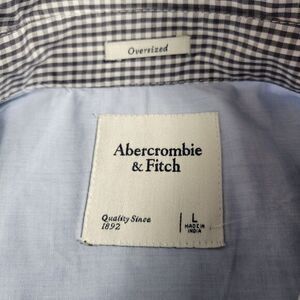 Oversized
Abercrombie
& Fitch
Quality Since
1892
L
MADE IN
INDIA